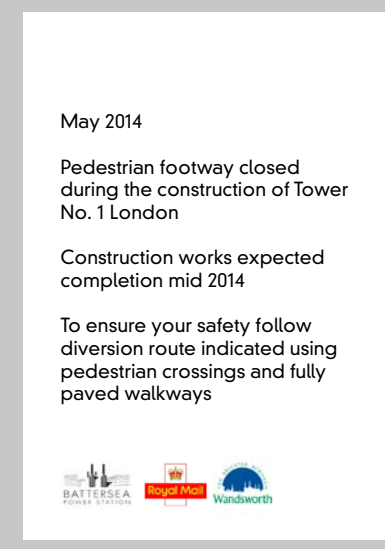 May 2014
Pedestrian footway closed
during the construction of Tower
No. 1 London
Construction works expected
completion mid 2014
To ensure your safety follow
diversion route indicated using
pedestrian crossings and fully
paved walkways
BATTERSEA
POWER STATION
Royal Mail
Wandsworth